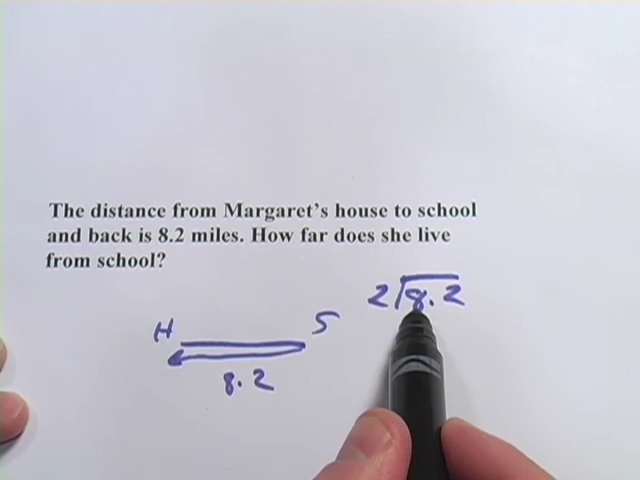 The distance from Margaret's house to school
and back is 8.2 miles. How far does she live
from school?
2 8.2
H S
8.2